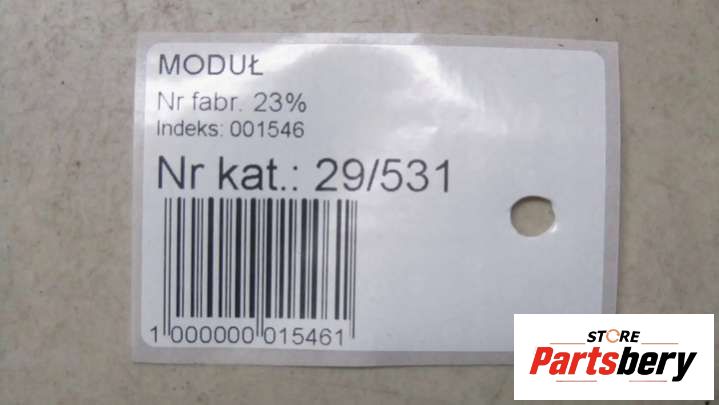 MODUŁ
Nr fabr. 23%
Indeks: 001546
Nr kat.: 29/531
1 000000 015461
STORE
Partsbery